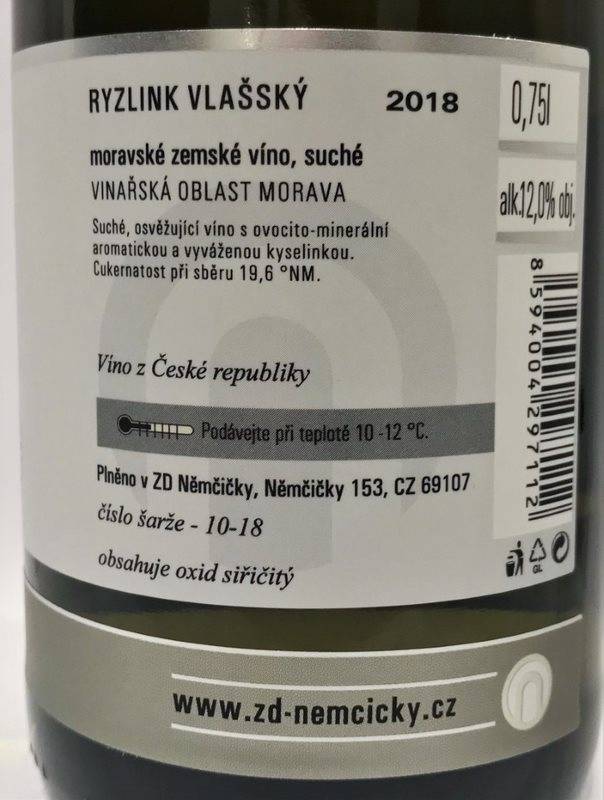 RYZLINK VLAŠSKÝ 2018
0,75l
moravské zemské víno, suché
VINAŘSKÁ OBLAST MORAVA
alk.12,0% obj.
Suché, osvěžující víno s ovocito-minerální
aromatickou a vyváženou kyselinkou.
Cukernatost při sběru 19,6 °NM.
8 594004 297112
Víno z České republiky
Podávejte při teplotě 10 -12 °C.
Plněno v ZD Němčičky, Němčičky 153, CZ 69107
číslo šarže - 10-18
obsahuje oxid siřičitý
GL
www.zd-nemcicky.cz